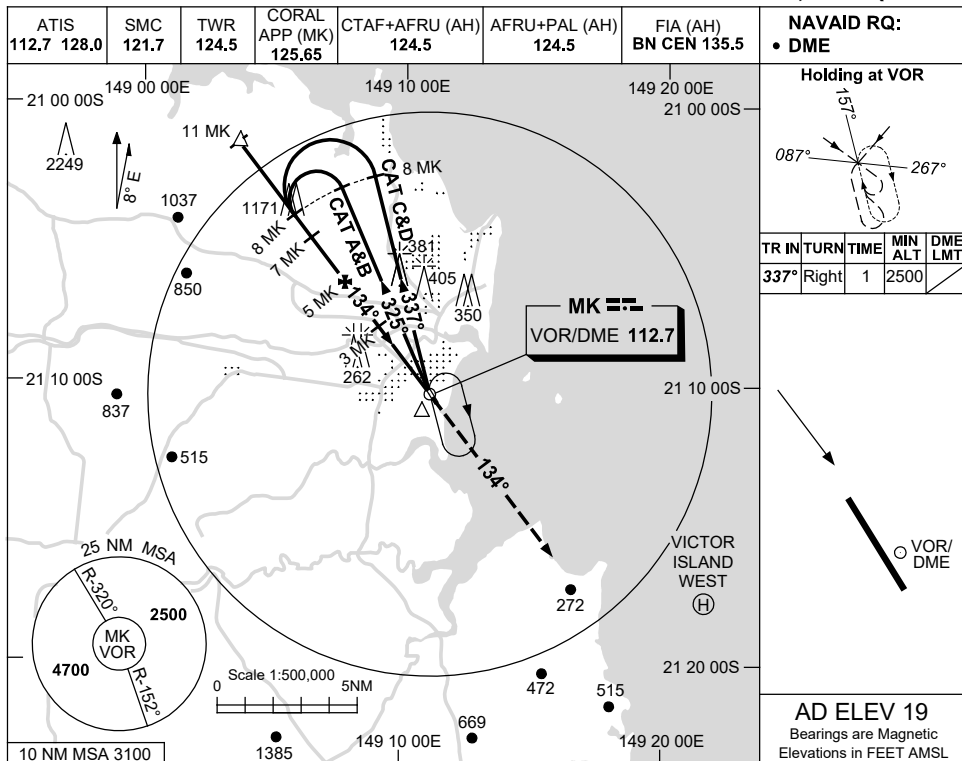 ATIS
112.7 128.0
SMC
121.7
TWR
124.5
CORAL
APP (MK)
125.65
CTAF+AFRU (AH)
124.5
AFRU+PAL (AH)
124.5
FIA (AH)
BN CEN 135.5
NAVAID RQ:
• DME
149 00 00E
149 10 00E
149 20 00E
21 00 00S
21 00 00S
2249
8° E
11 MK
1037
1171
8 MK
8 MK
CAT C&D
CAT A&B
7 MK
850
5 MK
381
405
350
134°
325°
337°
3 MK
262
MK
VOR/DME 112.7
21 10 00S
21 10 00S
837
515
134°
VICTOR
ISLAND
WEST
H
272
25 NM MSA
R-320°
2500
MK
VOR
4700
R-152°
Scale 1:500,000
0
5NM
21 20 00S
472
515
669
1385
149 10 00E
149 20 00E
10 NM MSA 3100
Holding at VOR
157°
087°
267°
TR IN
TURN
TIME
MIN
ALT
DME
LMT
337°
Right
1
2500
VOR/
DME
AD ELEV 19
Bearings are Magnetic
Elevations in FEET AMSL